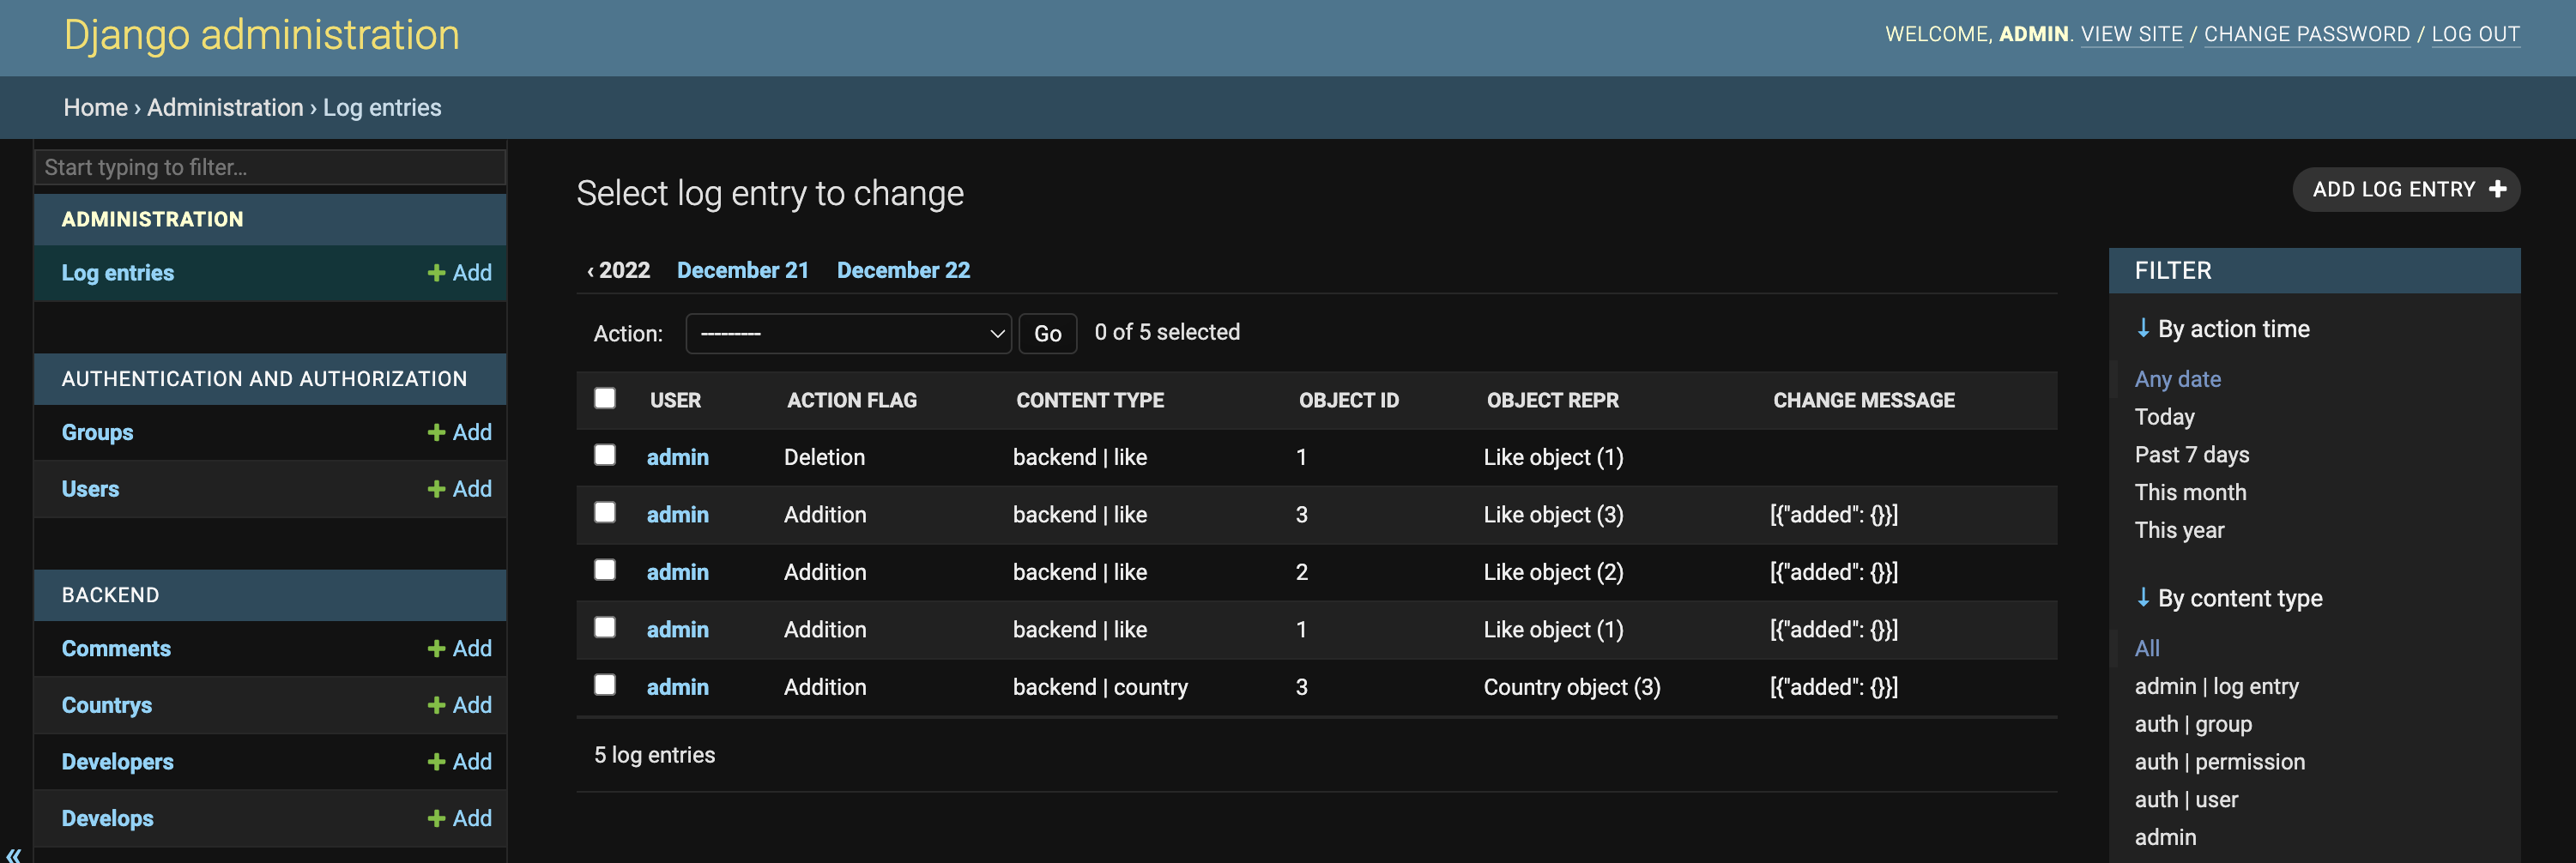 Django administration
WELCOME, ADMIN. VIEW SITE / CHANGE PASSWORD / LOG OUT
Home › Administration › Log entries
Start typing to filter...
ADMINISTRATION
Log entries + Add
AUTHENTICATION AND AUTHORIZATION
Groups + Add
Users + Add
BACKEND
Comments + Add
Countrys + Add
Developers + Add
Develops + Add
«
Select log entry to change
ADD LOG ENTRY +
‹ 2022 December 21 December 22
Action: --------- Go 0 of 5 selected
USER ACTION FLAG CONTENT TYPE OBJECT ID OBJECT REPR CHANGE MESSAGE
admin Deletion backend | like 1 Like object (1)
admin Addition backend | like 3 Like object (3) [{"added": {}}]
admin Addition backend | like 2 Like object (2) [{"added": {}}]
admin Addition backend | like 1 Like object (1) [{"added": {}}]
admin Addition backend | country 3 Country object (3) [{"added": {}}]
5 log entries
FILTER
↓ By action time
Any date
Today
Past 7 days
This month
This year
↓ By content type
All
admin | log entry
auth | group
auth | permission
auth | user
admin